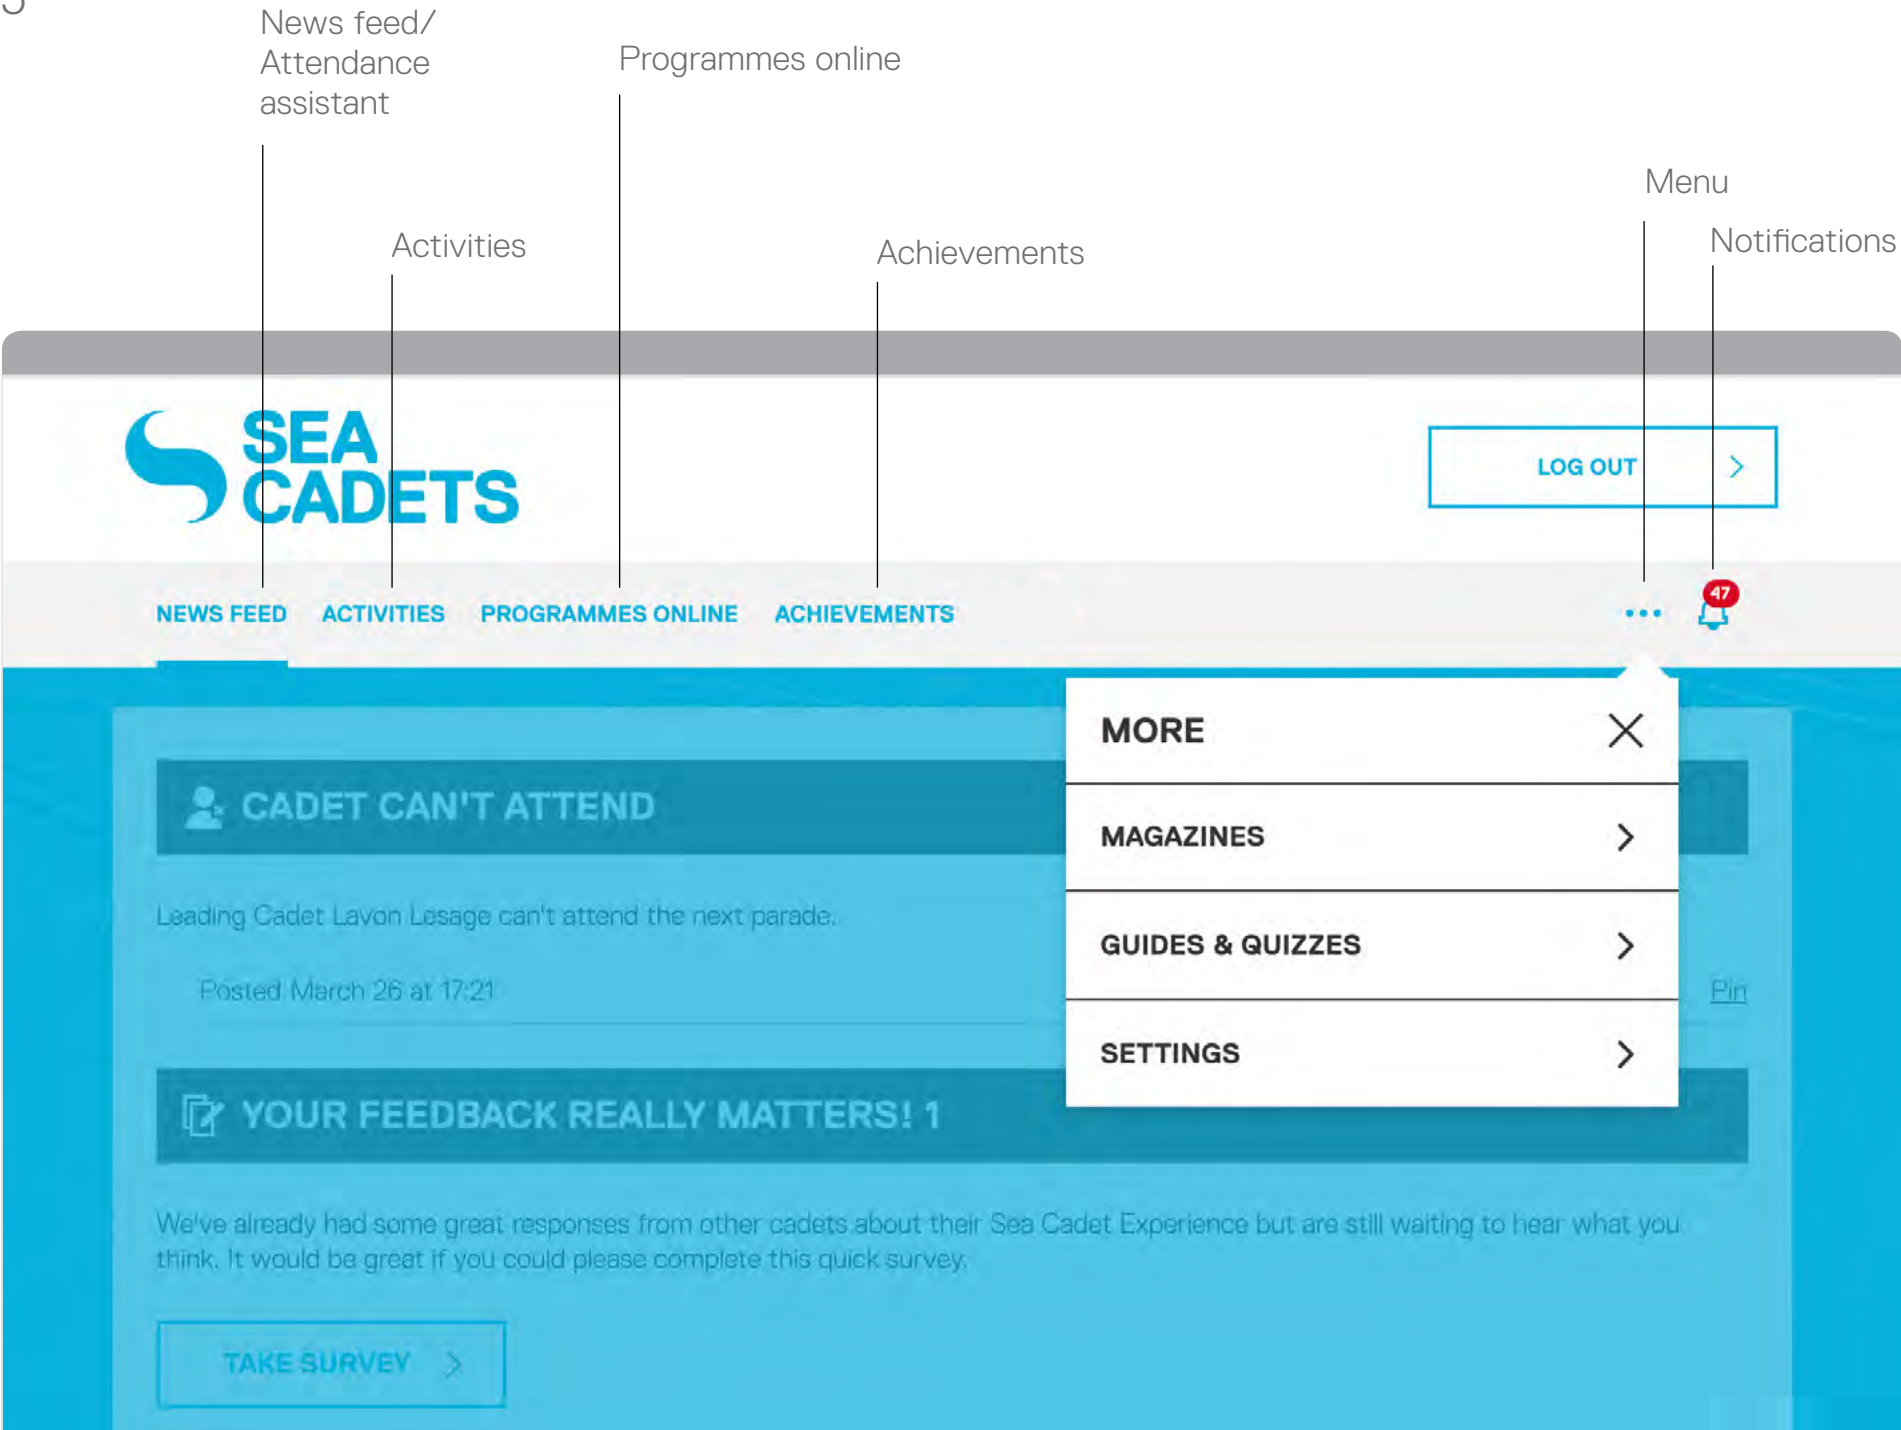 News feed/
Attendance
assistant
Programmes online
Menu
Activities
Achievements
Notifications
SEA
CADETS
LOG OUT
NEWS FEED ACTIVITIES PROGRAMMES ONLINE ACHIEVEMENTS
47
MORE
MAGAZINES
GUIDES & QUIZZES
SETTINGS
CADET CAN'T ATTEND
Leading Cadet Lavon Lesage can't attend the next parade.
Posted March 26 at 17:21
Pin
YOUR FEEDBACK REALLY MATTERS! 1
We've already had some great responses from other cadets about their Sea Cadet Experience but are still waiting to hear what you
think. It would be great if you could please complete this quick survey.
TAKE SURVEY